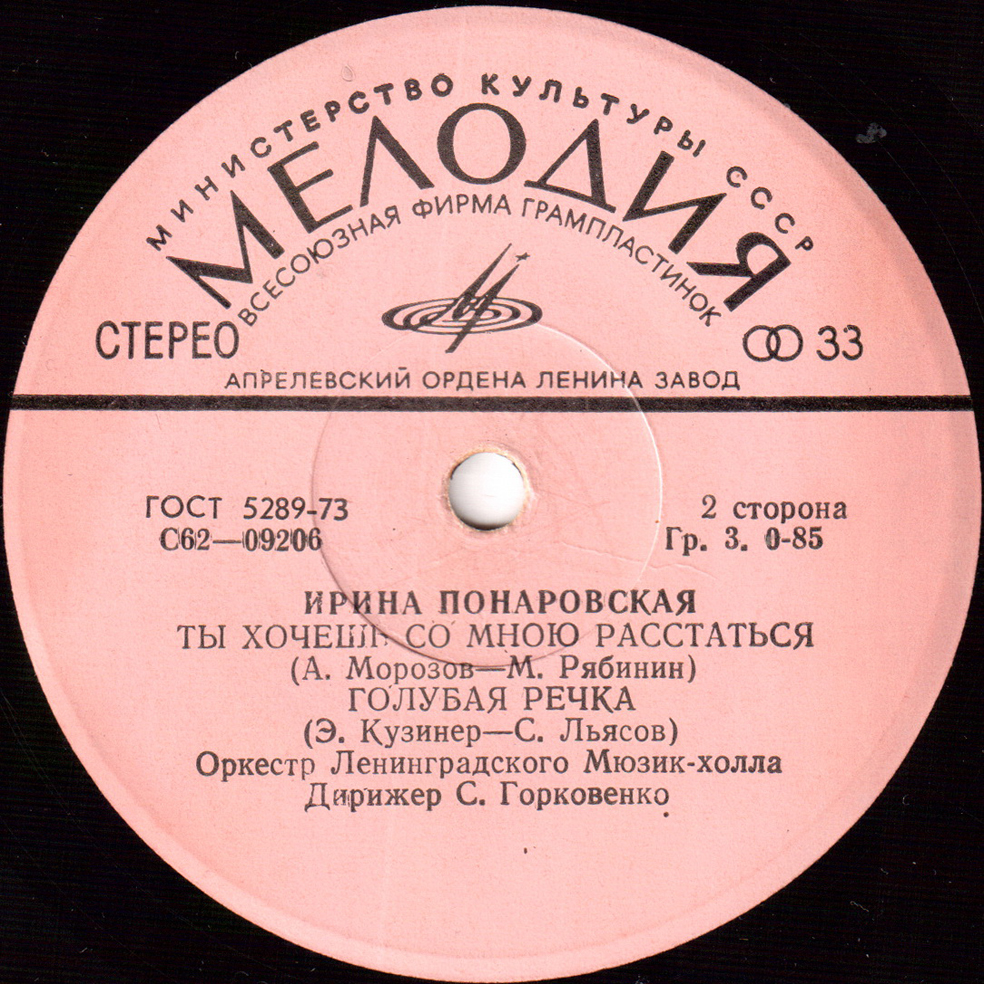 МИНИСТЕРСТВО КУЛЬТУРЫ СССР
МЕЛОДИЯ
ВСЕСОЮЗНАЯ ФИРМА ГРАМПЛАСТИНОК
СТЕРЕО
33
АПРЕЛЕВСКИЙ ОРДЕНА ЛЕНИНА ЗАВОД
ГОСТ 5289-73
2 сторона
С62—09206
Гр. 3. 0-85
ИРИНА ПОНАРОВСКАЯ
ТЫ ХОЧЕШЬ СО МНОЮ РАССТАТЬСЯ
(А. Морозов—М. Рябинин)
ГОЛУБАЯ РЕЧКА
(Э. Кузинер—С. Льясов)
Оркестр Ленинградского Мюзик-холла
Дирижер С. Горковенко